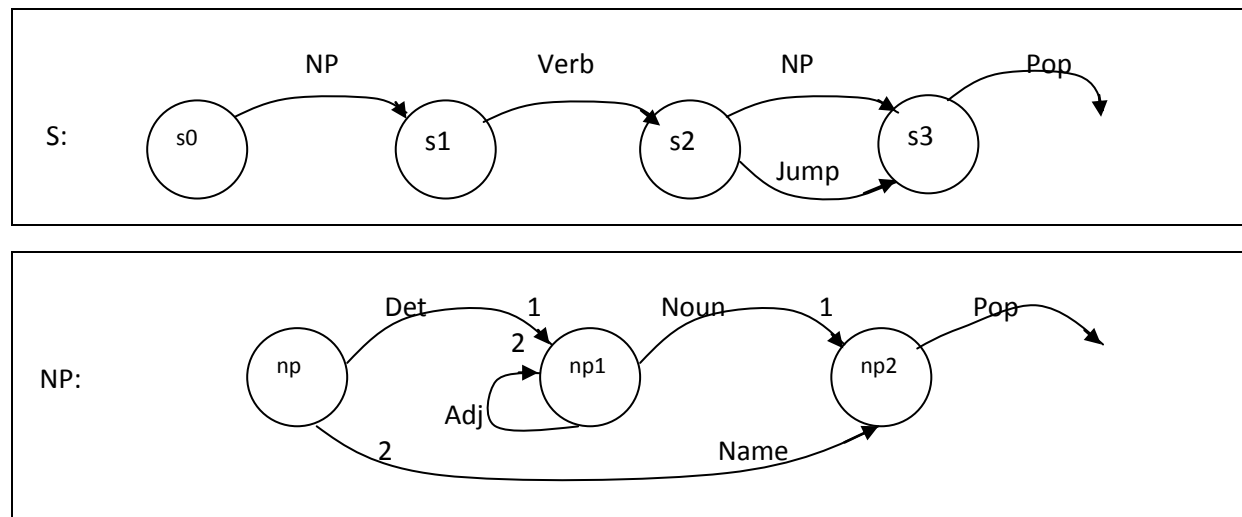 NP Verb NP Pop
S: s0 s1 s2 s3
Jump
Det 1 Noun 1 Pop
2
NP: np np1 np2
Adj
2 Name